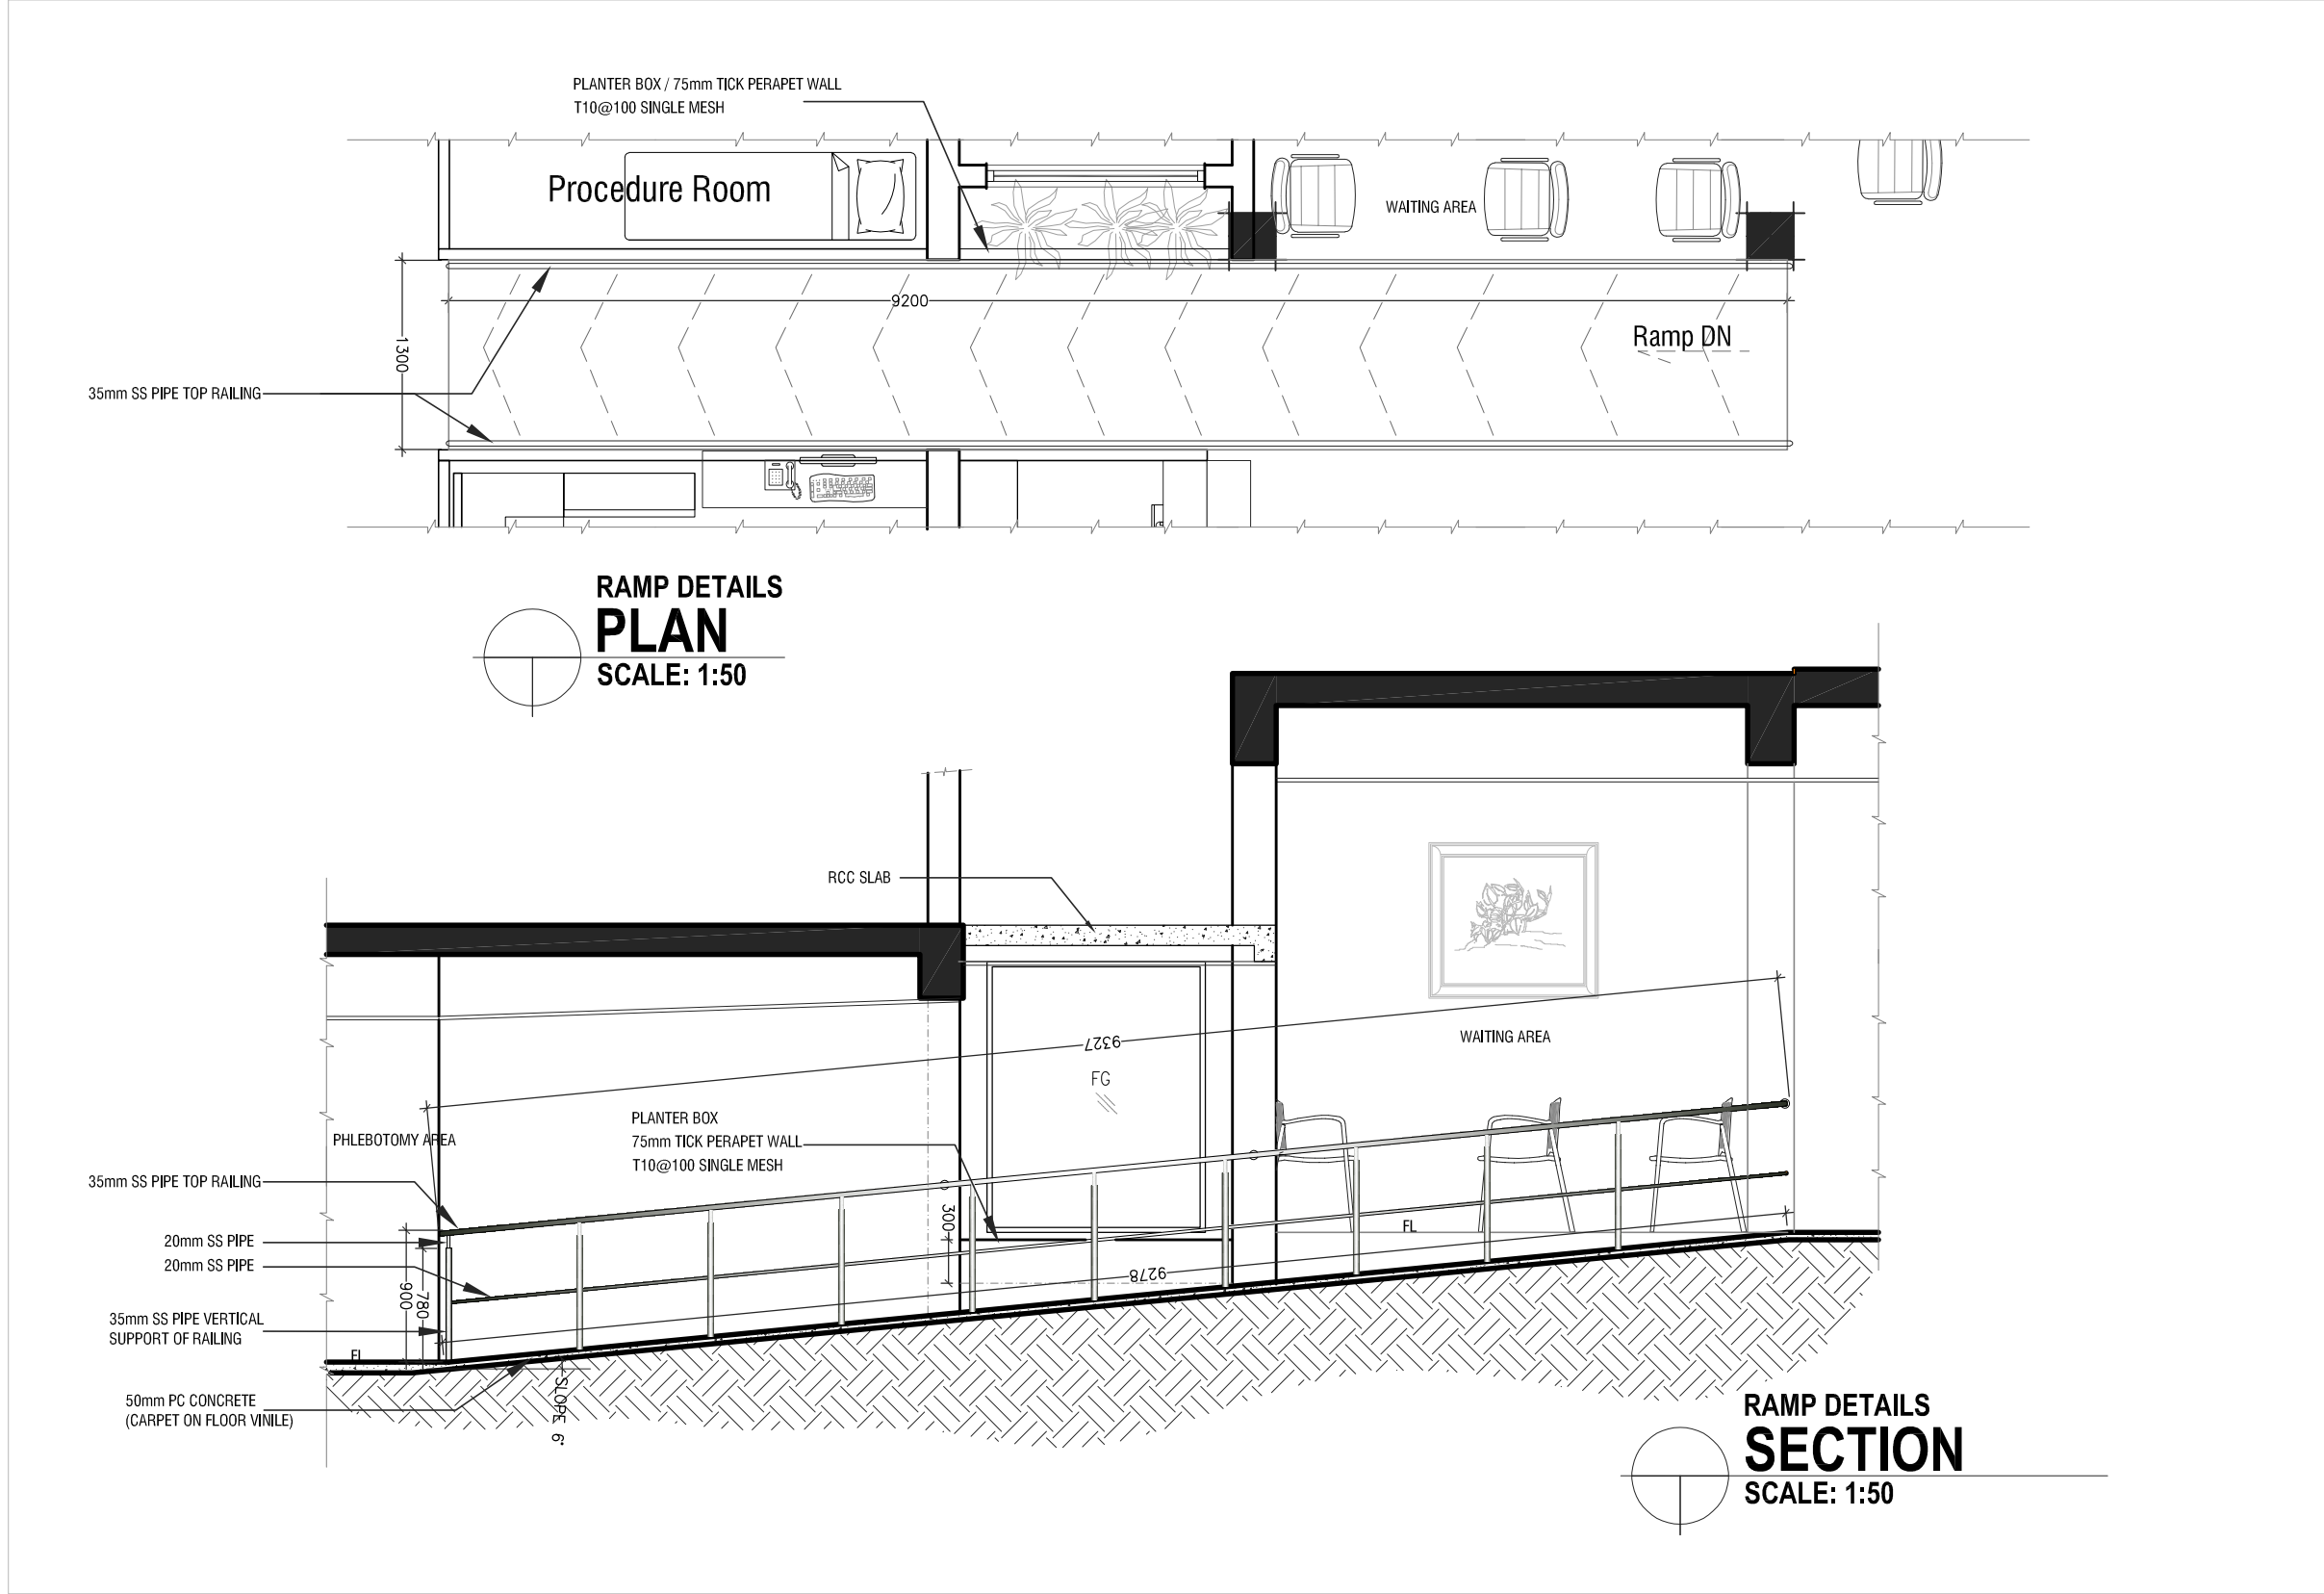 PLANTER BOX / 75mm TICK PERAPET WALL
T10@100 SINGLE MESH
Procedure Room
WAITING AREA
9200
Ramp DN
1300
35mm SS PIPE TOP RAILING
RAMP DETAILS
PLAN
SCALE: 1:50
RCC SLAB
9327
WAITING AREA
FG
PLANTER BOX
75mm TICK PERAPET WALL
T10@100 SINGLE MESH
PHLEBOTOMY AREA
35mm SS PIPE TOP RAILING
300
FL
20mm SS PIPE
20mm SS PIPE
9278
900
780
35mm SS PIPE VERTICAL
SUPPORT OF RAILING
FL
50mm PC CONCRETE
(CARPET ON FLOOR VINILE)
SLOPE 6°
RAMP DETAILS
SECTION
SCALE: 1:50